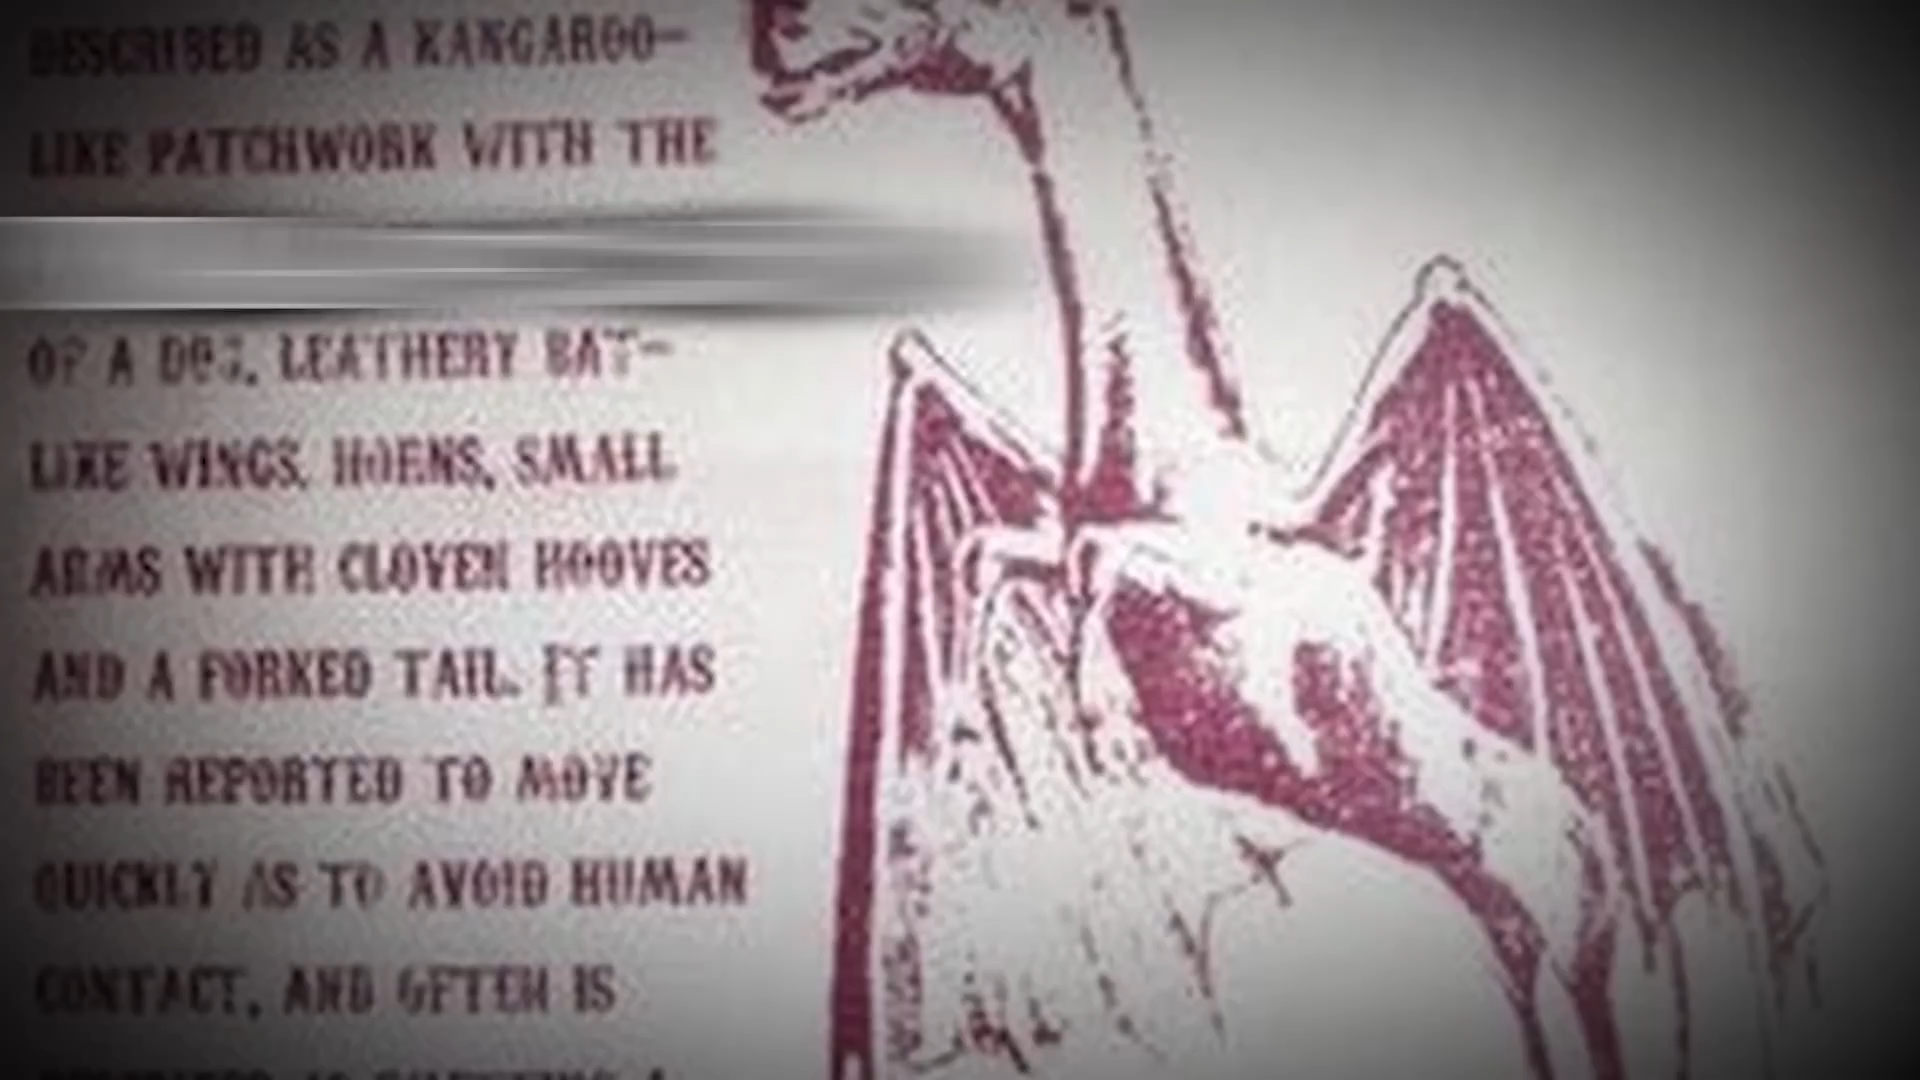 DESCRIBED AS A KANGAROO-
LIKE PATCHWORK WITH THE
OF A DOG, LEATHERY BAT-
LIKE WINGS, HORNS, SMALL
ARMS WITH CLOVEN HOOVES
AND A FORKED TAIL. IT HAS
BEEN REPORTED TO MOVE
QUICKLY AS TO AVOID HUMAN
CONTACT, AND OFTEN IS